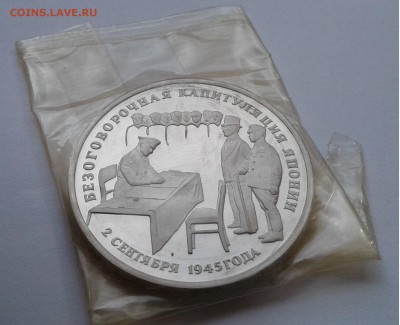 COINS.LAVE.RU
БЕЗОГОВОРОЧНАЯ КАПИТУЛЯЦИЯ ЯПОНИИ
2 СЕНТЯБРЯ 1945 ГОДА